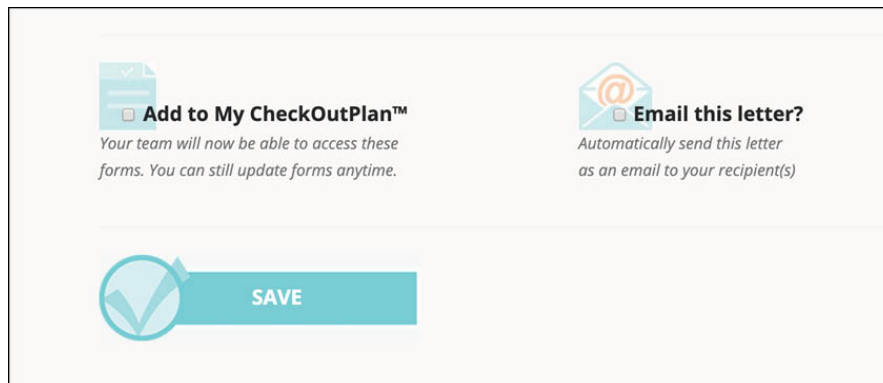 Add to My CheckOutPlan™
Your team will now be able to access these
forms. You can still update forms anytime.
@
Email this letter?
Automatically send this letter
as an email to your recipient(s)
SAVE